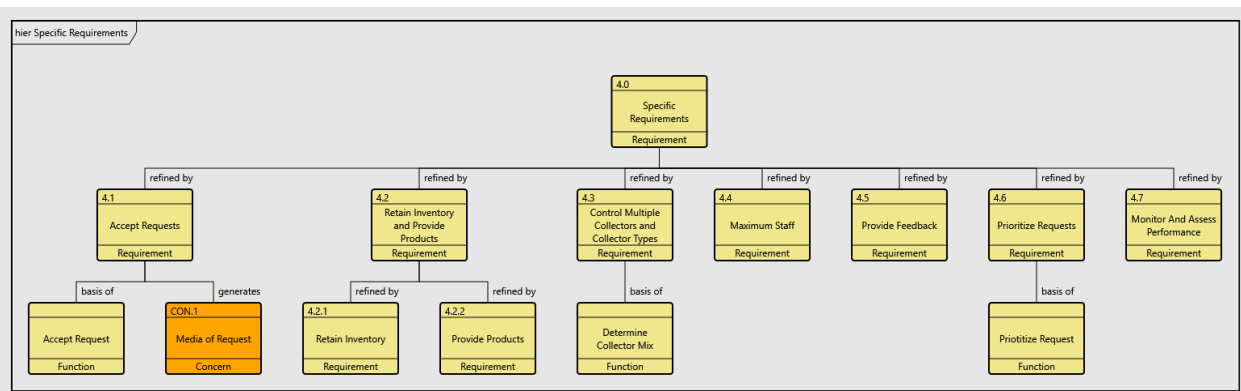 hier Specific Requirements
4.0
Specific
Requirements
Requirement
refined by
refined by
refined by
refined by
refined by
refined by
refined by
4.1
Accept Requests
Requirement
4.2
Retain Inventory
and Provide
Products
Requirement
4.3
Control Multiple
Collectors and
Collector Types
Requirement
4.4
Maximum Staff
Requirement
4.5
Provide Feedback
Requirement
4.6
Prioritize Requests
Requirement
4.7
Monitor And Assess
Performance
Requirement
basis of
generates
refined by
refined by
basis of
basis of
Accept Request
Function
CON.1
Media of Request
Concern
4.2.1
Retain Inventory
Requirement
4.2.2
Provide Products
Requirement
Determine
Collector Mix
Function
Priotitize Request
Function